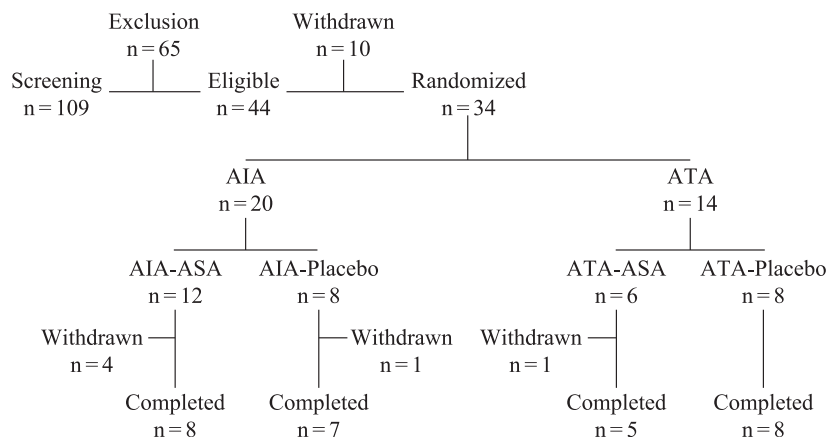 Exclusion
n=65
Withdrawn
n=10
Screening
n=109
Eligible
n=44
Randomized
n=34
AIA
n=20
ATA
n=14
AIA-ASA
n=12
AIA-Placebo
n=8
ATA-ASA
n=6
ATA-Placebo
n=8
Withdrawn
n=4
Withdrawn
n=1
Withdrawn
n=1
Completed
n=8
Completed
n=7
Completed
n=5
Completed
n=8